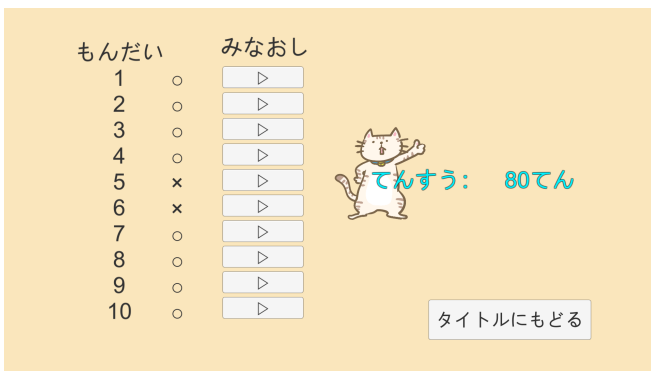 もんだい みなおし
1 ○ ▷
2 ○ ▷
3 ○ ▷
4 ○ ▷
5 × ▷
6 × ▷
7 ○ ▷
8 ○ ▷
9 ○ ▷
10 ○ ▷
てんすう: 80てん
タイトルにもどる